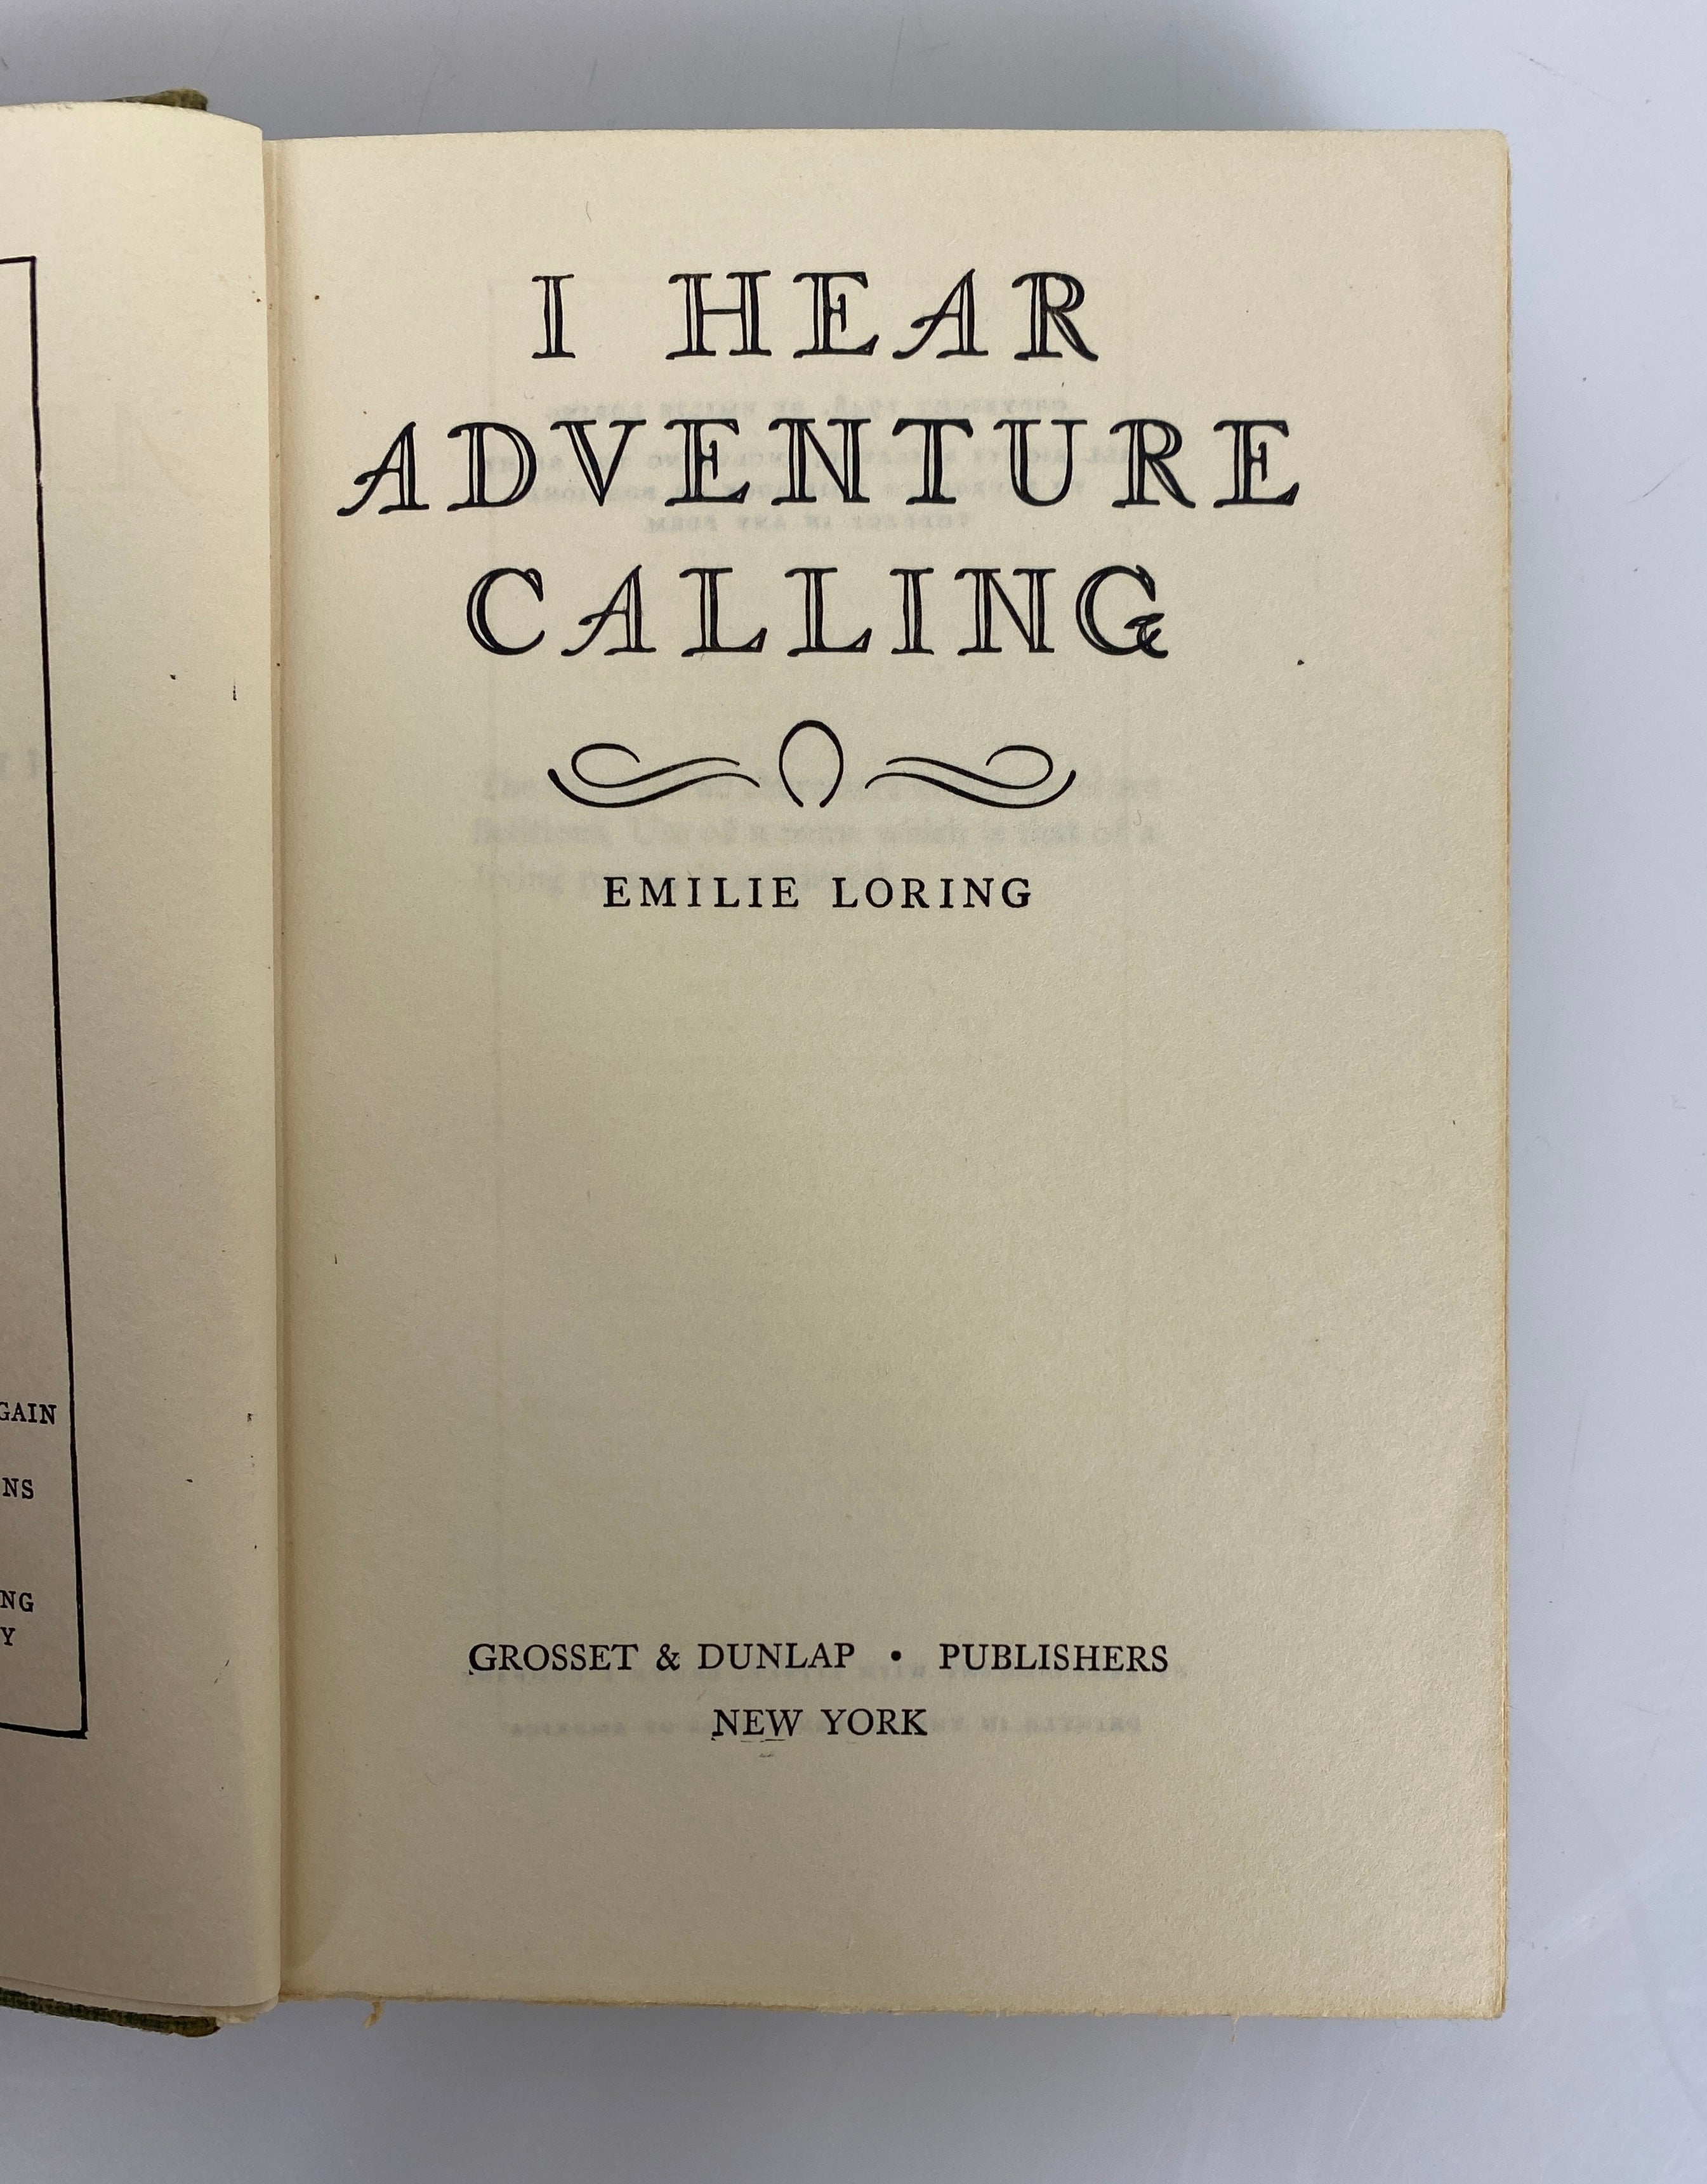 GAIN
NS
NG
Y
I HEAR
ADVENTURE
CALLING
EMILIE LORING
GROSSET & DUNLAP • PUBLISHERS
NEW YORK